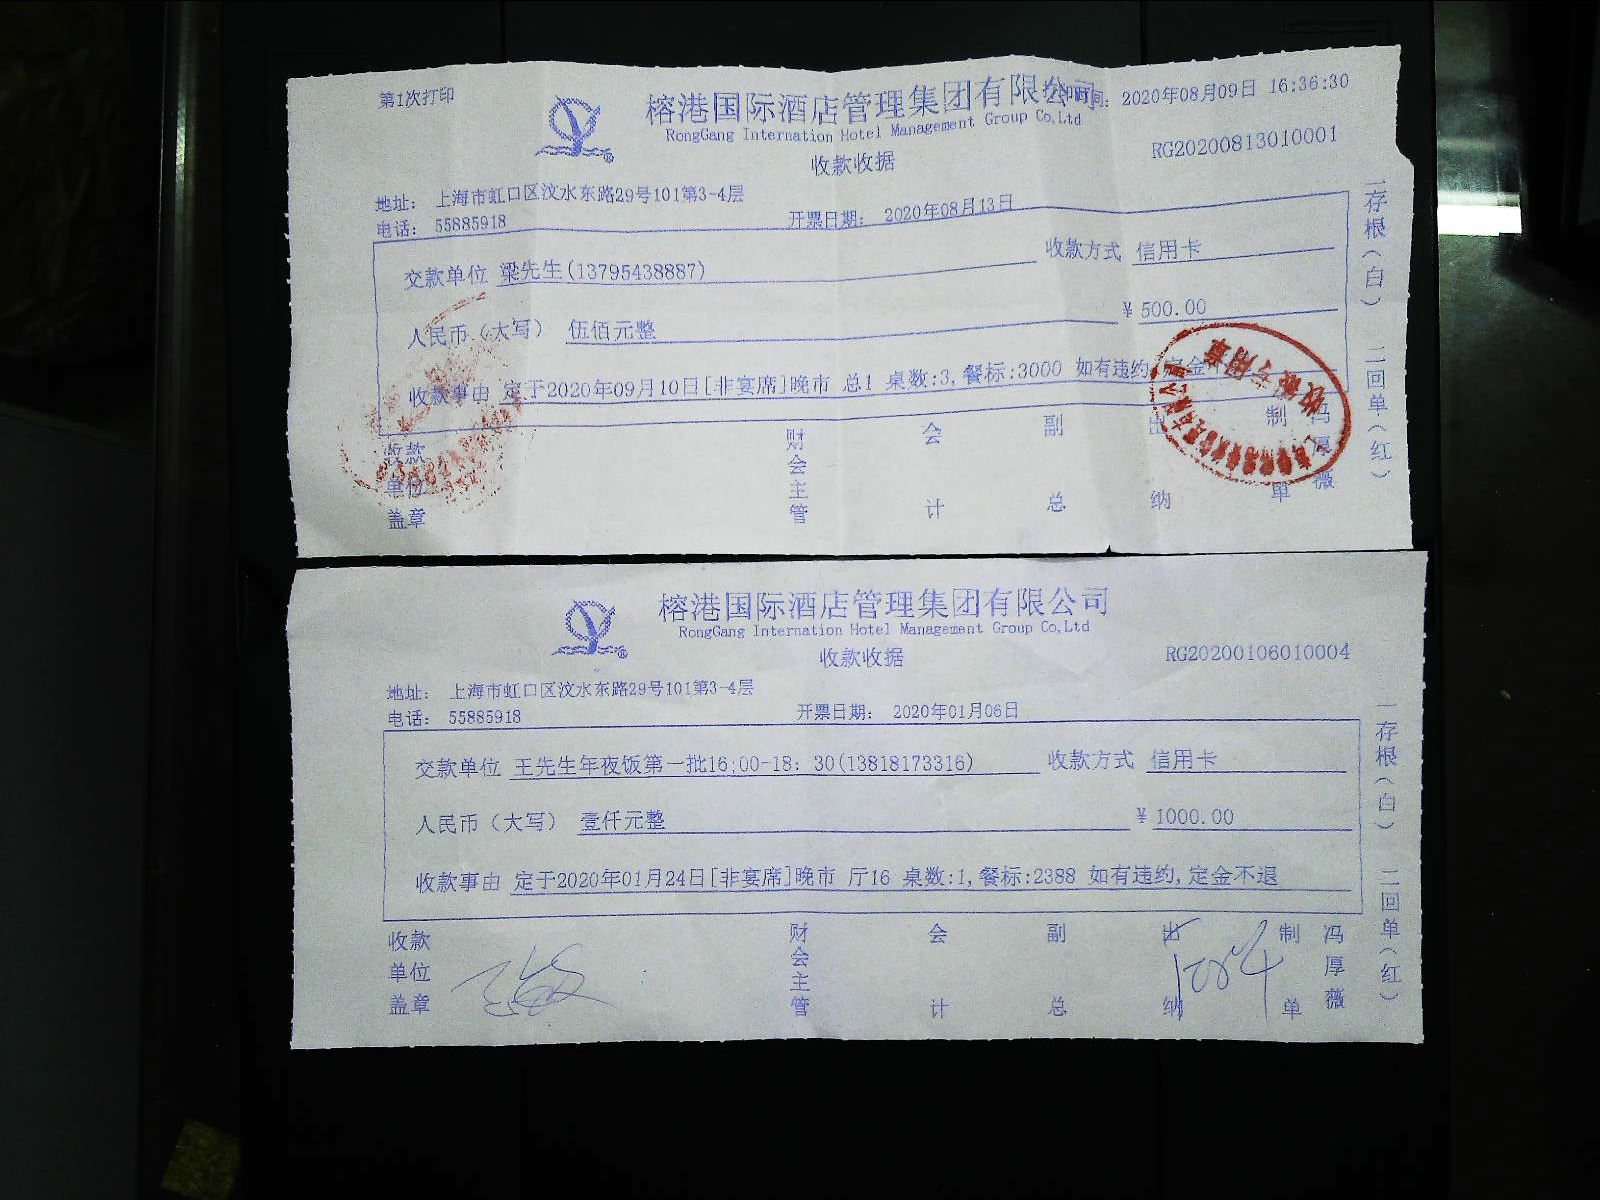 第1次打印
榕港国际酒店管理集团有限公司
2020年08月09日 16:36:30
RongGang Internation Hotel Management Group Co,Ltd
收款收据
RG20200813010001
地址： 上海市虹口区汶水东路29号101第3-4层
电话： 55885918
开票日期： 2020年08月13日
交款单位 梁先生(13795438887) 收款方式 信用卡
人民币（大写） 伍佰元整 ¥ 500.00
收款事由 定于2020年09月10日[非宴席]晚市 总1 桌数:3,餐标:3000 如有违约,定金
收款单位盖章 财会主管 会计 副总 出纳 制单 冯厚薇
一存根（白） 二回单（红）
收款专用章
榕港国际酒店管理集团有限公司
RongGang Internation Hotel Management Group Co,Ltd
收款收据
RG20200106010004
地址： 上海市虹口区汶水东路29号101第3-4层
电话： 55885918
开票日期： 2020年01月06日
交款单位 王先生年夜饭第一批16:00-18：30(13818173316) 收款方式 信用卡
人民币（大写） 壹仟元整 ¥ 1000.00
收款事由 定于2020年01月24日[非宴席]晚市 厅16 桌数:1,餐标:2388 如有违约,定金不退
收款单位盖章 财会主管 会计 副总 出纳 制单 冯厚薇
一存根（白） 二回单（红）